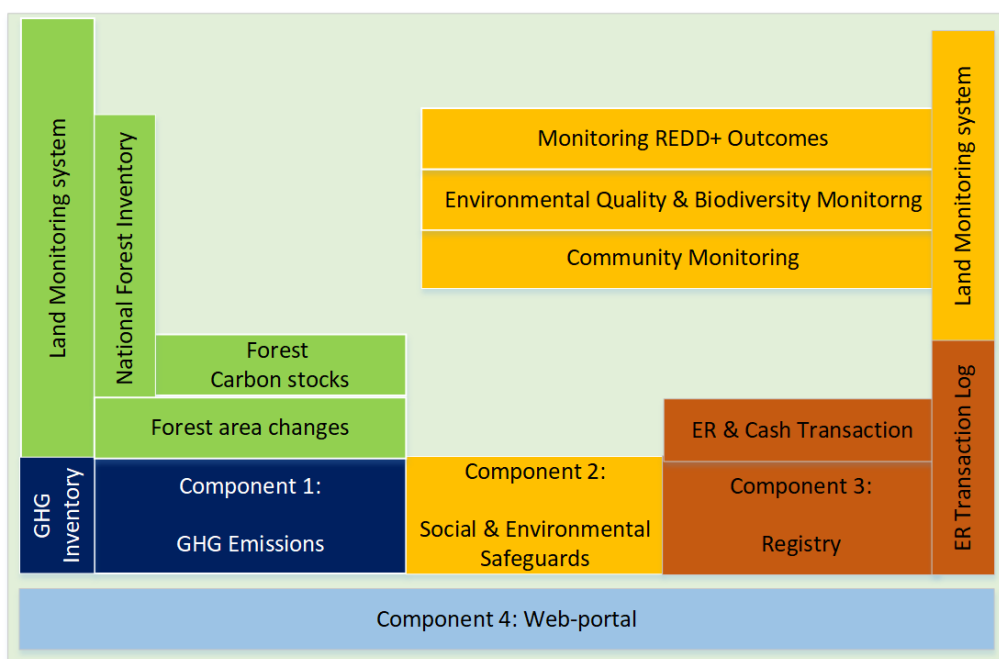 Land Monitoring system
National Forest Inventory
Forest
Carbon stocks
Forest area changes
GHG
Inventory
Component 1:
GHG Emissions
Monitoring REDD+ Outcomes
Environmental Quality & Biodiversity Monitorng
Community Monitoring
Component 2:
Social & Environmental
Safeguards
ER & Cash Transaction
Component 3:
Registry
Land Monitoring system
ER Transaction Log
Component 4: Web-portal